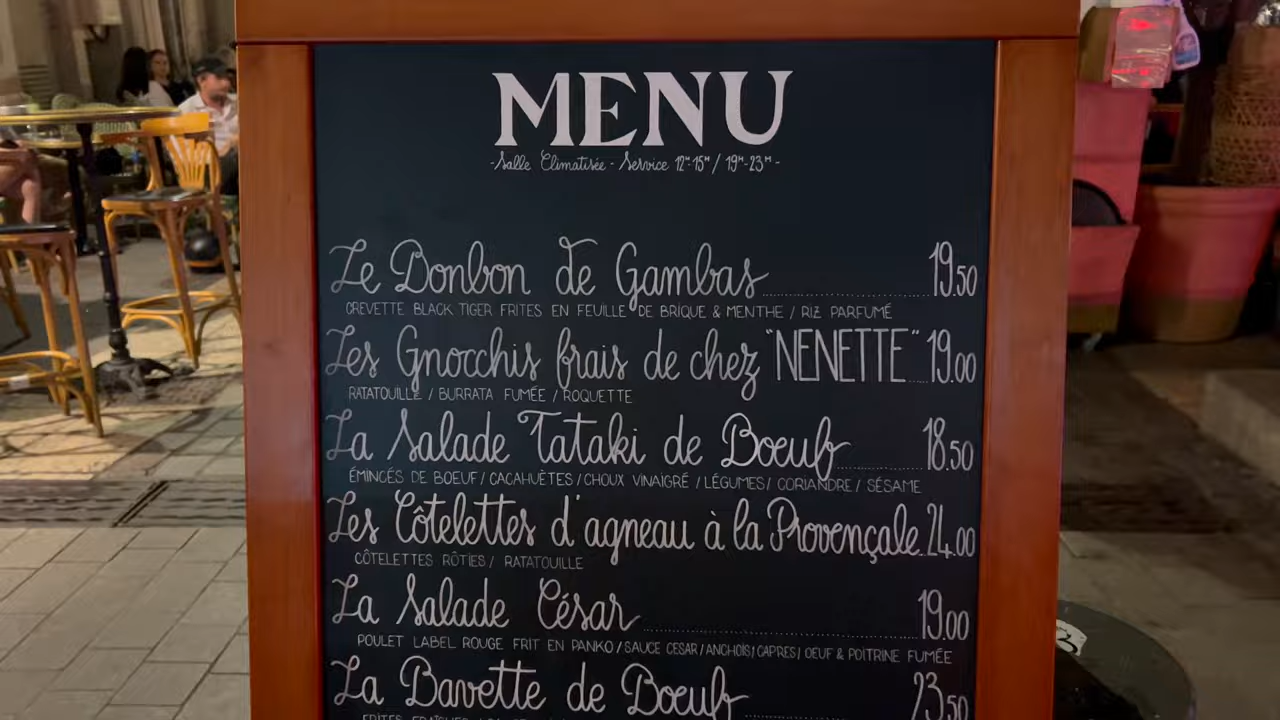 MENU
-Salle Climatisée - Service 12H-15H / 19H-23H -
Le Bonbon de Gambas 19.50
CREVETTE BLACK TIGER FRITES EN FEUILLE DE BRIQUE & MENTHE / RIZ PARFUMÉ
Les Gnocchis frais de chez "NENETTE" 19.00
RATATOUILLE / BURRATA FUMÉE / ROQUETTE
La Salade Tataki de Boeuf 18.50
ÉMINCÉS DE BOEUF / CACAHUÈTES / CHOUX VINAIGRÉ / LÉGUMES / CORIANDRE / SÉSAME
Les Côtelettes d'agneau à la Provençale 24.00
CÔTELETTES RÔTIES / RATATOUILLE
La Salade César 19.00
POULET LABEL ROUGE FRIT EN PANKO / SAUCE CESAR / ANCHOIS / CAPRES / OEUF & POITRINE FUMÉE
La Bavette de Boeuf 23.50